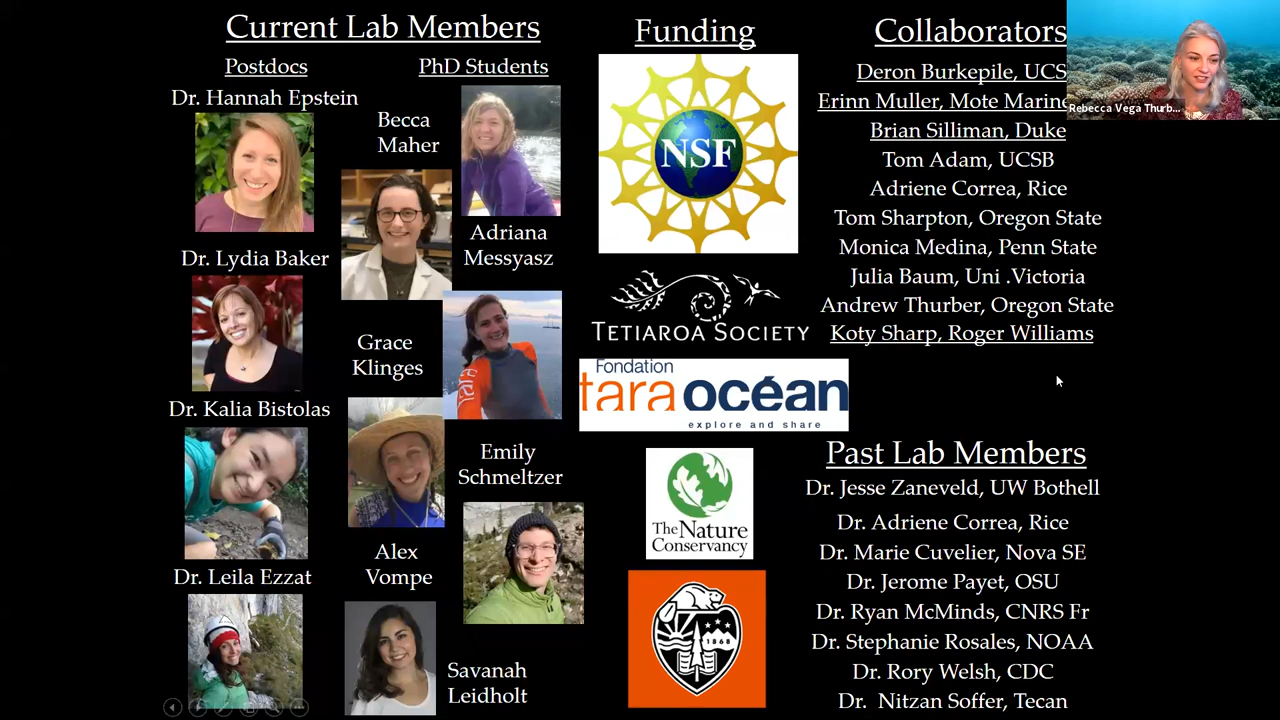 Current Lab Members
Postdocs
PhD Students
Dr. Hannah Epstein
Becca
Maher
Dr. Lydia Baker
Adriana
Messyasz
Grace
Klinges
Dr. Kalia Bistolas
Emily
Schmeltzer
Alex
Vompe
Dr. Leila Ezzat
Savanah
Leidholt
Funding
NSF
TETIAROA SOCIETY
Fondation
tara océan
explore and share
The Nature
Conservancy
1868
Collaborators
Deron Burkepile, UCS
Erinn Muller, Mote Marine
Brian Silliman, Duke
Tom Adam, UCSB
Adriene Correa, Rice
Tom Sharpton, Oregon State
Monica Medina, Penn State
Julia Baum, Uni .Victoria
Andrew Thurber, Oregon State
Koty Sharp, Roger Williams
Past Lab Members
Dr. Jesse Zaneveld, UW Bothell
Dr. Adriene Correa, Rice
Dr. Marie Cuvelier, Nova SE
Dr. Jerome Payet, OSU
Dr. Ryan McMinds, CNRS Fr
Dr. Stephanie Rosales, NOAA
Dr. Rory Welsh, CDC
Dr. Nitzan Soffer, Tecan
Rebecca Vega Thurb...